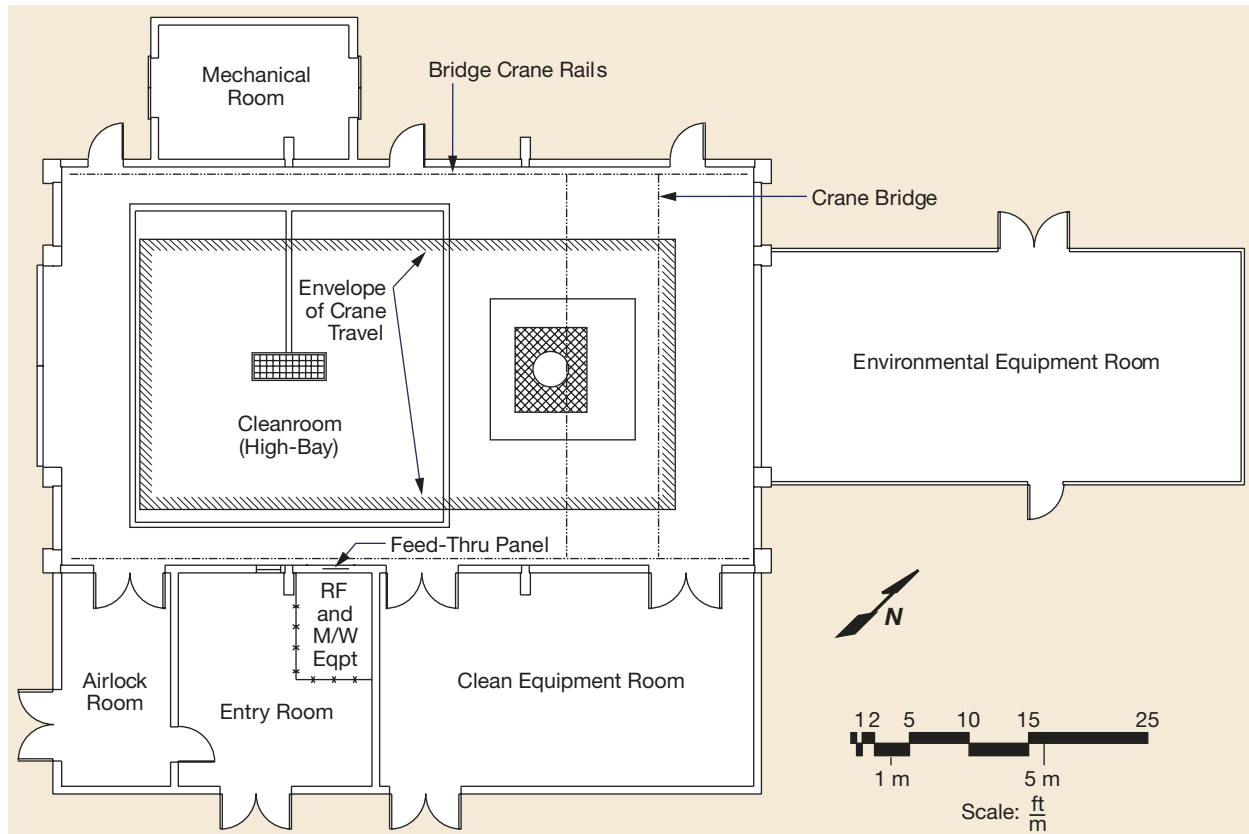 Mechanical
Room
Bridge Crane Rails
Crane Bridge
Envelope
of Crane
Travel
Environmental Equipment Room
Cleanroom
(High-Bay)
Feed-Thru Panel
RF
and
M/W
Eqpt
N
Airlock
Room
Entry Room
Clean Equipment Room
1 2 5 10 15 25
1 m 5 m
Scale: ft
m